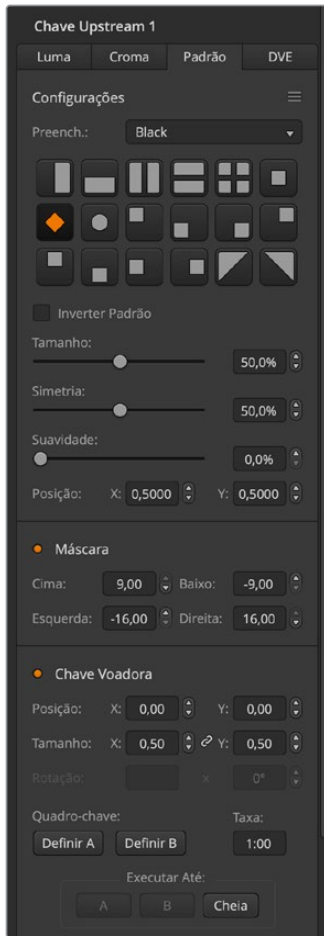 Chave Upstream 1
Luma Croma Padrão DVE
Configurações
Preench.: Black
Inverter Padrão
Tamanho:
50,0%
Simetria:
50,0%
Suavidade:
0,0%
Posição: X: 0,5000 Y: 0,5000
Máscara
Cima: 9,00 Baixo: -9,00
Esquerda: -16,00 Direita: 16,00
Chave Voadora
Posição: X: 0,00 Y: 0,00
Tamanho: X: 0,50 Y: 0,50
Rotação: x 0°
Quadro-chave: Taxa:
Definir A Definir B 1:00
Executar Até:
A B Cheia